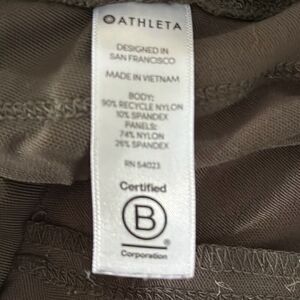 ATHLETA
DESIGNED IN
SAN FRANCISCO
MADE IN VIETNAM
BODY:
90% RECYCLE NYLON
10% SPANDEX
PANELS:
74% NYLON
26% SPANDEX
RN 54023
Certified
B
®
Corporation